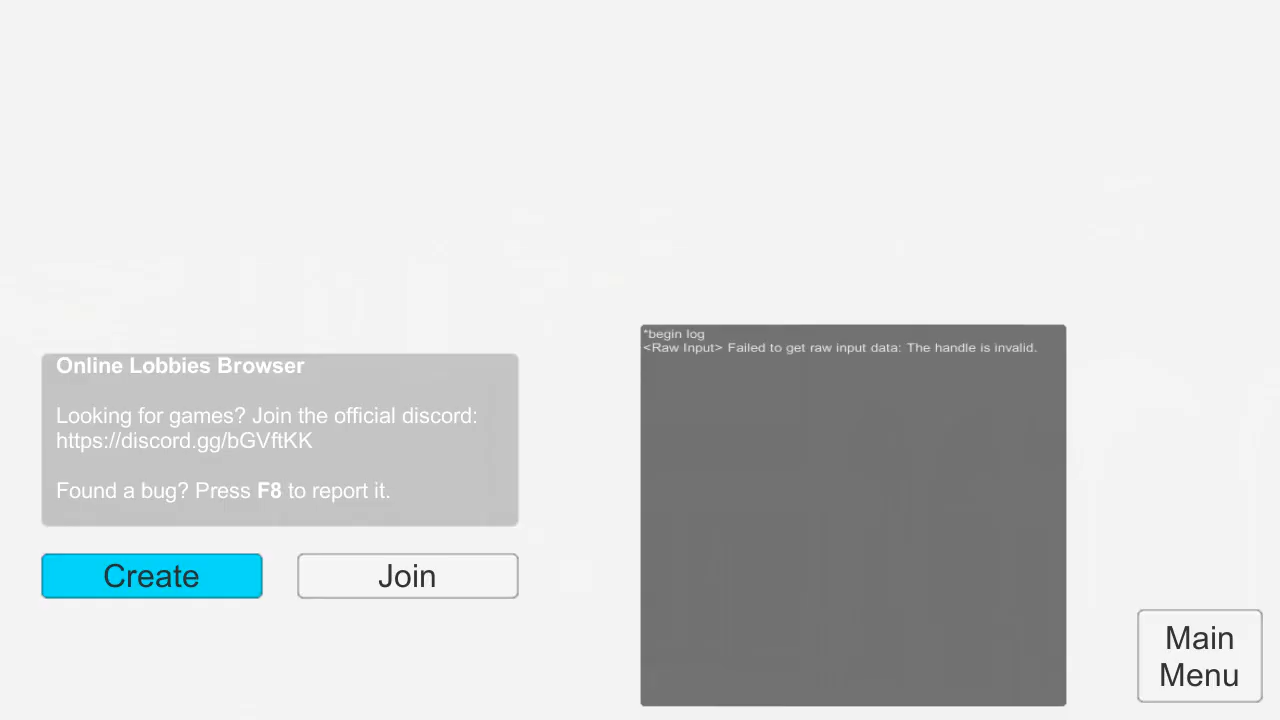 Online Lobbies Browser
Looking for games? Join the official discord:
https://discord.gg/bGVftKK
Found a bug? Press F8 to report it.
Create
Join
*begin log
<Raw Input> Failed to get raw input data: The handle is invalid.
Main
Menu